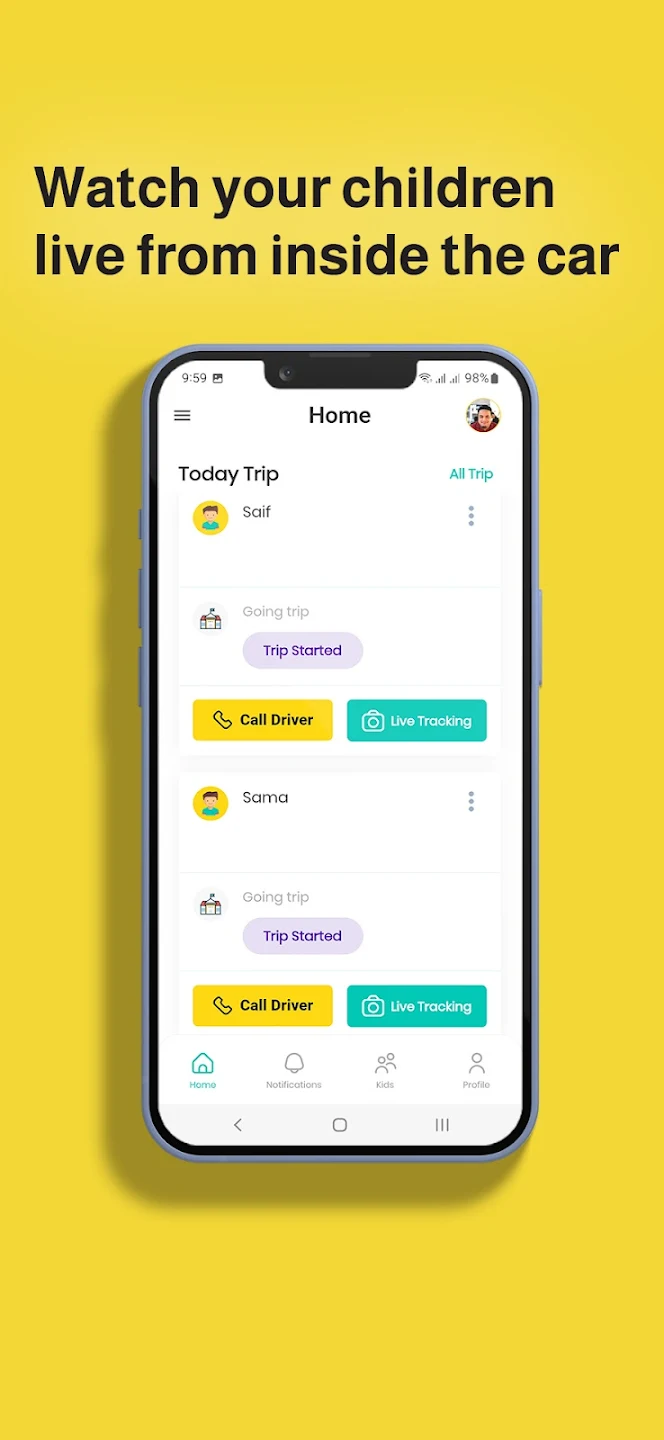 Watch your children
live from inside the car
9:59 98%
Home
Today Trip All Trip
Saif
Going trip
Trip Started
Call Driver Live Tracking
Sama
Going trip
Trip Started
Call Driver Live Tracking
Home Notifications Kids Profile